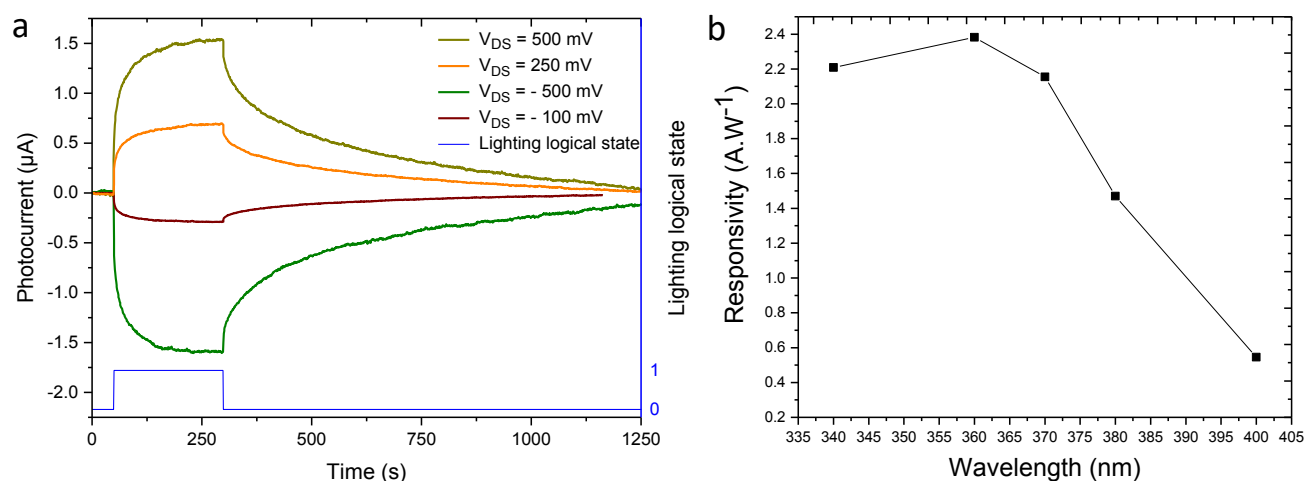 a
Photocurrent (µA)
1.5
1.0
0.5
0.0
-0.5
-1.0
-1.5
-2.0
V_DS = 500 mV
V_DS = 250 mV
V_DS = - 500 mV
V_DS = - 100 mV
Lighting logical state
1
0
Lighting logical state
0
250
500
750
1000
1250
Time (s)
b
Responsivity (A.W⁻¹)
2.4
2.2
2.0
1.8
1.6
1.4
1.2
1.0
0.8
0.6
0.4
0.2
335 340 345 350 355 360 365 370 375 380 385 390 395 400 405
Wavelength (nm)